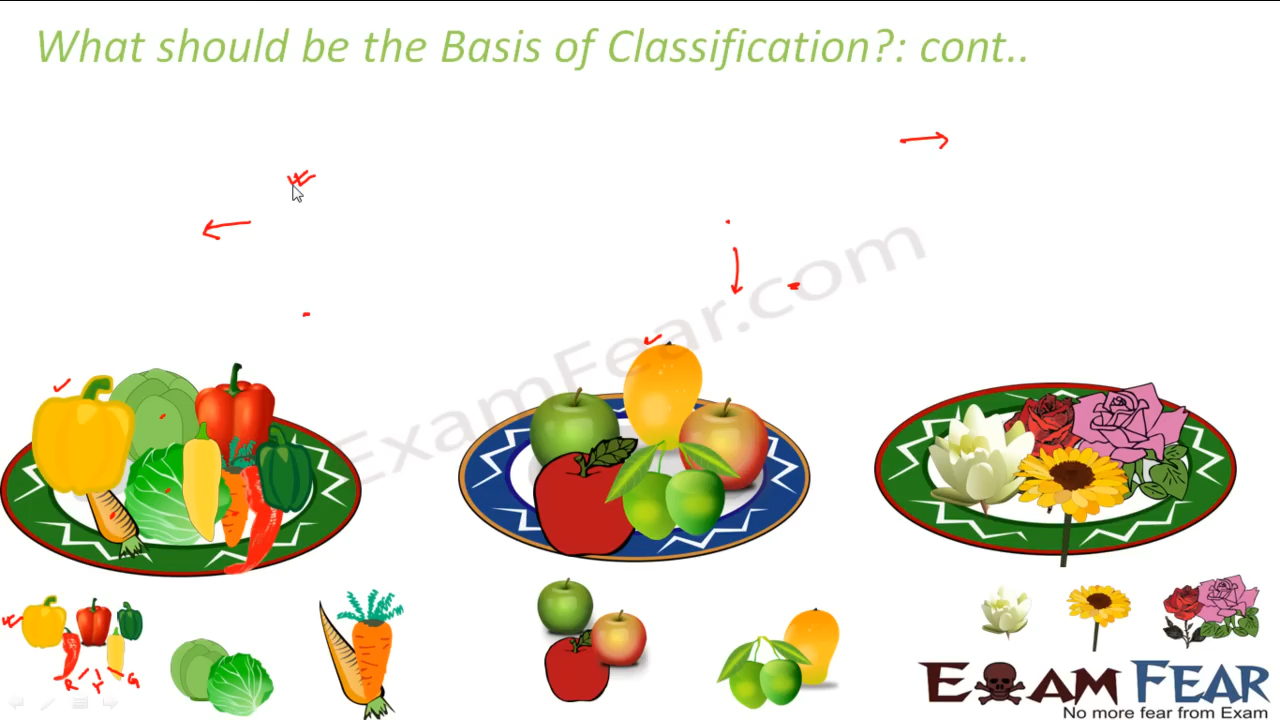 What should be the Basis of Classification?: cont..
ExamFear.com
R Y G
EXAM FEAR
No more fear from Exam